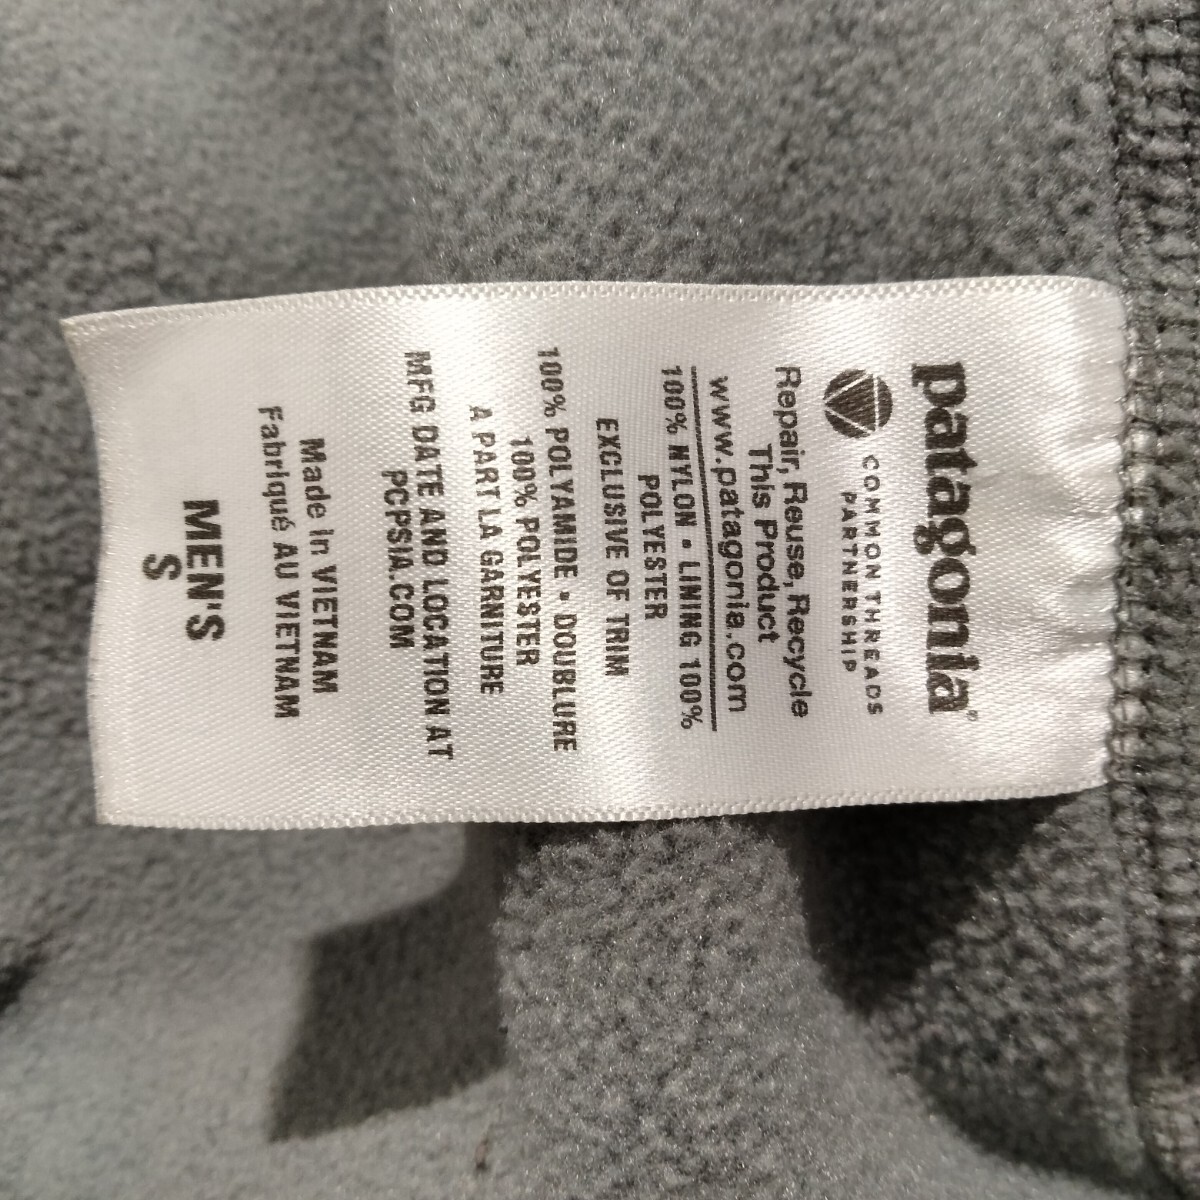 patagonia®
COMMON THREADS
PARTNERSHIP
Repair, Reuse, Recycle
This Product
www.patagonia.com
100% NYLON • LINING 100%
POLYESTER
EXCLUSIVE OF TRIM
100% POLYAMIDE • DOUBLURE
100% POLYESTER
A PART LA GARNITURE
MFG DATE AND LOCATION AT
PCPSIA.COM
Made in VIETNAM
Fabriqué AU VIETNAM
MEN'S
S